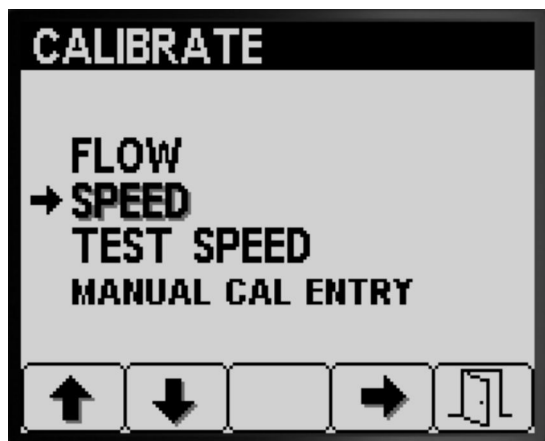 CALIBRATE
FLOW
SPEED
TEST SPEED
MANUAL CAL ENTRY